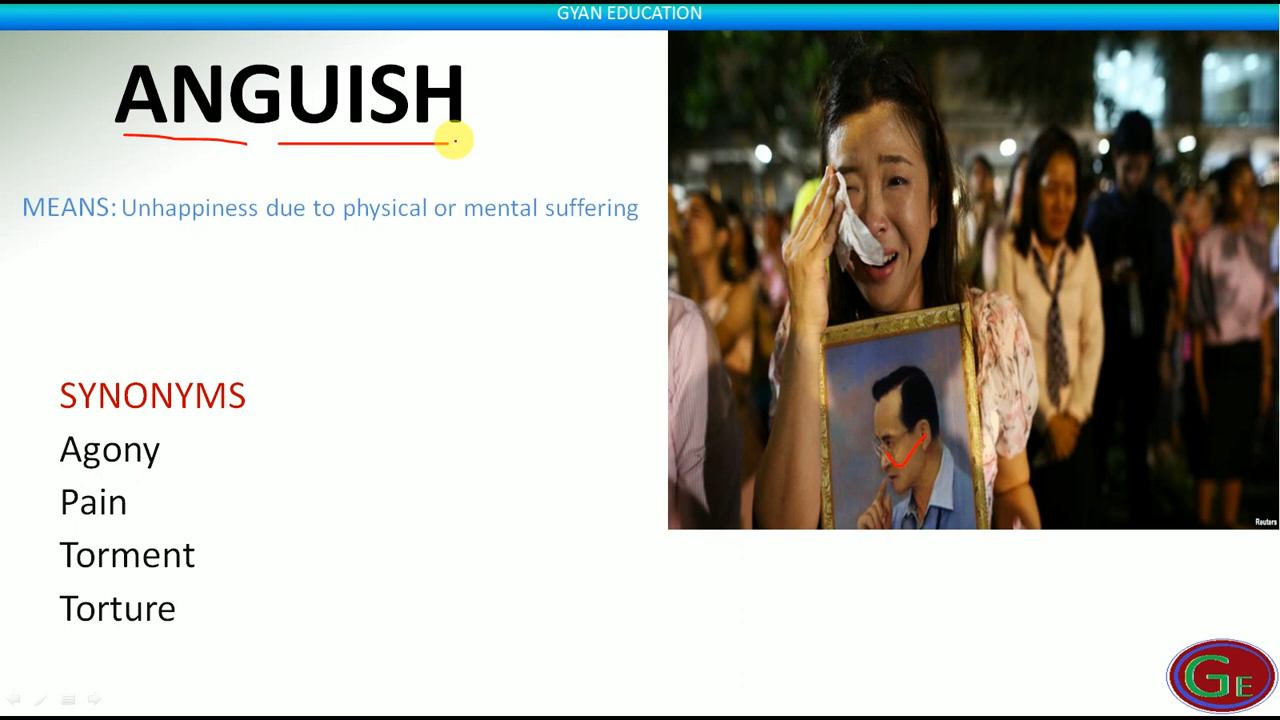 GYAN EDUCATION
ANGUISH
MEANS: Unhappiness due to physical or mental suffering
SYNONYMS
Agony
Pain
Torment
Torture
Reuters
GE